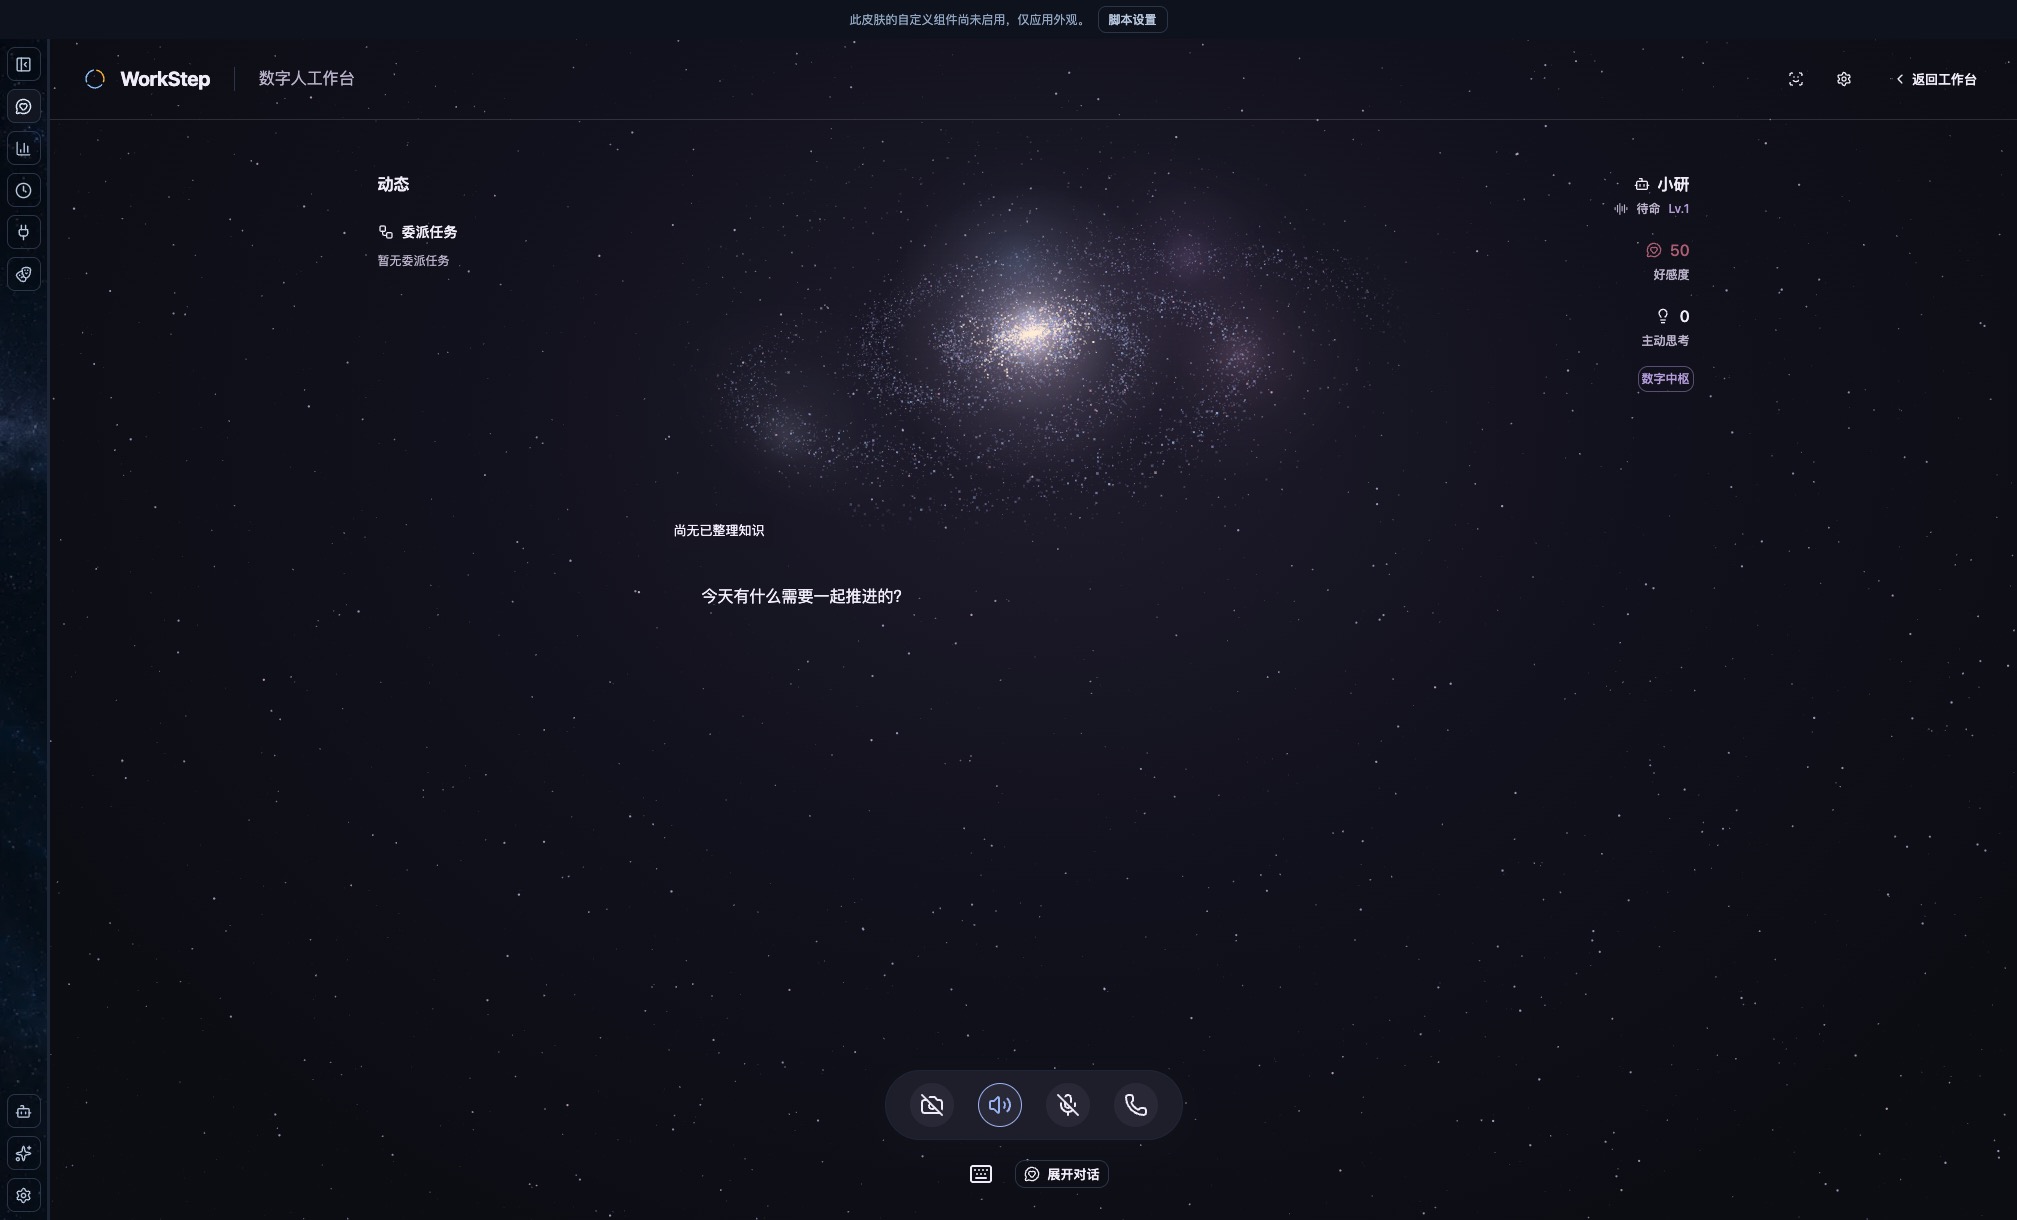 此皮肤的自定义组件尚未启用，仅应用外观。 脚本设置
WorkStep 数字人工作台
返回工作台
动态
委派任务
暂无委派任务
小研
待命 Lv.1
50
好感度
0
主动思考
数字中枢
尚无已整理知识
今天有什么需要一起推进的?
展开对话